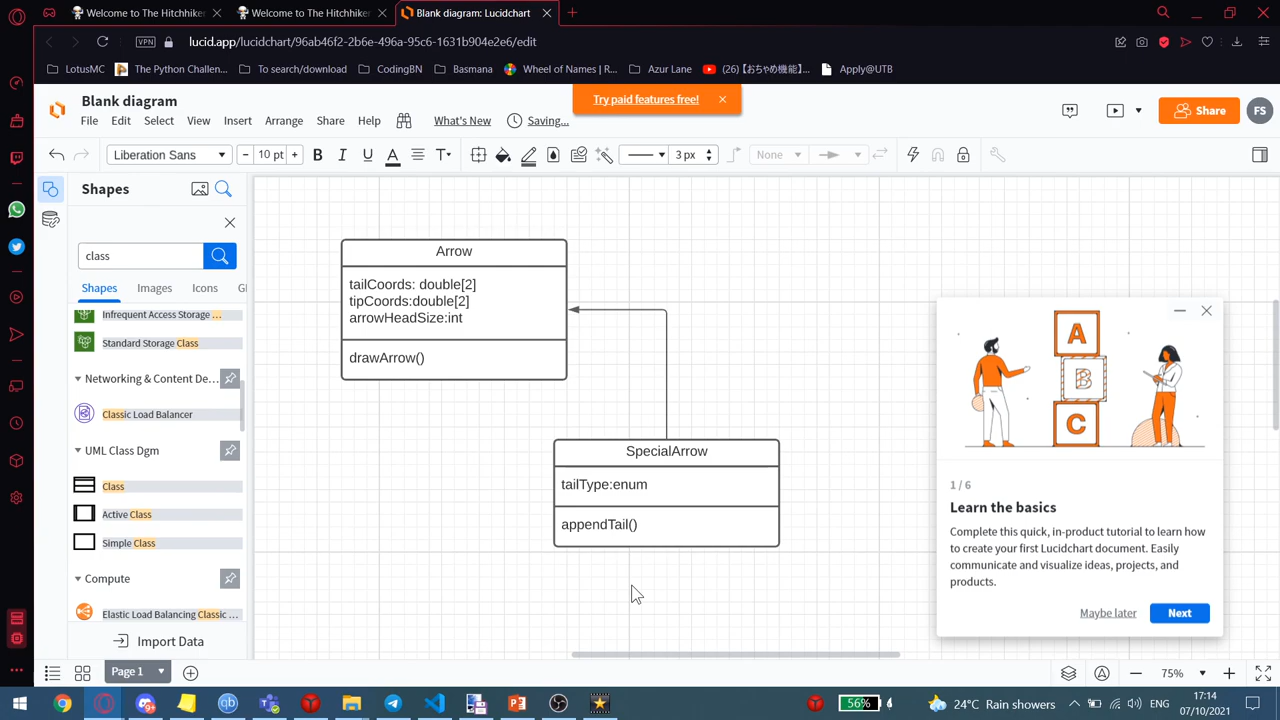 Welcome to The Hitchhiker
Welcome to The Hitchhiker
Blank diagram: Lucidchart
VPN
lucid.app/lucidchart/96ab46f2-2b6e-496a-95c6-1631b904e2e6/edit
LotusMC
The Python Challen...
To search/download
CodingBN
Basmana
Wheel of Names | R...
Azur Lane
(26) 【おちゃめ機能】...
Apply@UTB
Blank diagram
Try paid features free!
File
Edit
Select
View
Insert
Arrange
Share
Help
What's New
Saving...
Share
FS
Liberation Sans
10 pt
3 px
None
Shapes
class
Shapes
Images
Icons
Infrequent Access Storage ...
Standard Storage Class
Networking & Content De...
Classic Load Balancer
UML Class Dgm
Class
Active Class
Simple Class
Compute
Elastic Load Balancing Classic ...
Import Data
Arrow
tailCoords: double[2]
tipCoords:double[2]
arrowHeadSize:int
drawArrow()
SpecialArrow
tailType:enum
appendTail()
A
B
C
1 / 6
Learn the basics
Complete this quick, in-product tutorial to learn how
to create your first Lucidchart document. Easily
communicate and visualize ideas, projects, and
products.
Maybe later
Next
Page 1
75%
56%
24°C Rain showers
ENG
17:14
07/10/2021